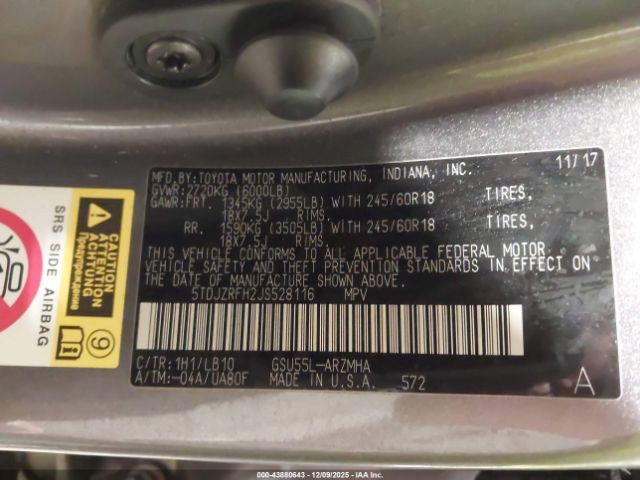 MFD.BY:TOYOTA MOTOR MANUFACTURING, INDIANA, INC. 11/17
GVWR:2720KG (6000LB)
GAWR:FRT. 1345KG (2955LB) WITH 245/60R18 TIRES,
18X7.5J RIMS.
RR. 1590KG (3505LB) WITH 245/60R18 TIRES,
18X7.5J RIMS.
THIS VEHICLE CONFORMS TO ALL APPLICABLE FEDERAL MOTOR
VEHICLE SAFETY AND THEFT PREVENTION STANDARDS IN EFFECT ON
THE DATE OF MANUFACTURE SHOWN ABOVE.
5TDJZRFH2JS528116 MPV
C/TR:1H1/LB10 GSU55L-ARZMHA
A/TM:-04A/UA80F MADE IN U.S.A. 572 A
SRS SIDE AIRBAG
WARNING
ATTENTION
ACHTUNG
Предупреждение
9
000-43880643 - 12/09/2025 - IAA Inc.